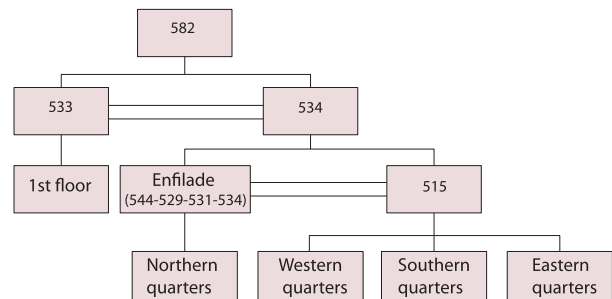 582
533
534
1st floor
Enfilade
(544-529-531-534)
515
Northern
quarters
Western
quarters
Southern
quarters
Eastern
quarters